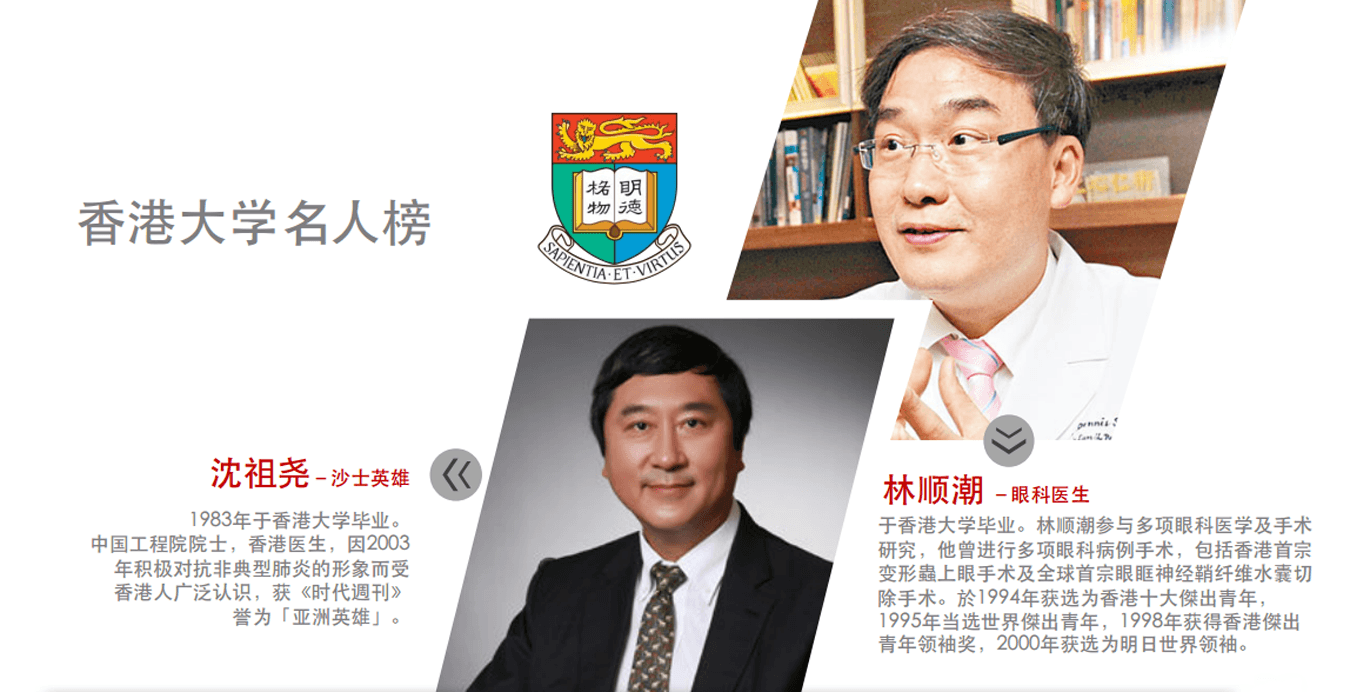 香港大学名人榜
格物
明德
SAPIENTIA·ET·VIRTUS
沈祖尧 – 沙士英雄
1983年于香港大学毕业。
中国工程院院士，香港医生，因2003
年积极对抗非典型肺炎的形象而受
香港人广泛认识，获《时代週刊》
誉为「亚洲英雄」。
林顺潮 – 眼科医生
于香港大学毕业。林顺潮参与多项眼科医学及手术
研究，他曾进行多项眼科病例手术，包括香港首宗
变形蟲上眼手术及全球首宗眼眶神经鞘纤维水囊切
除手术。於1994年获选为香港十大傑出青年，
1995年当选世界傑出青年，1998年获得香港傑出
青年领袖奖，2000年获选为明日世界领袖。